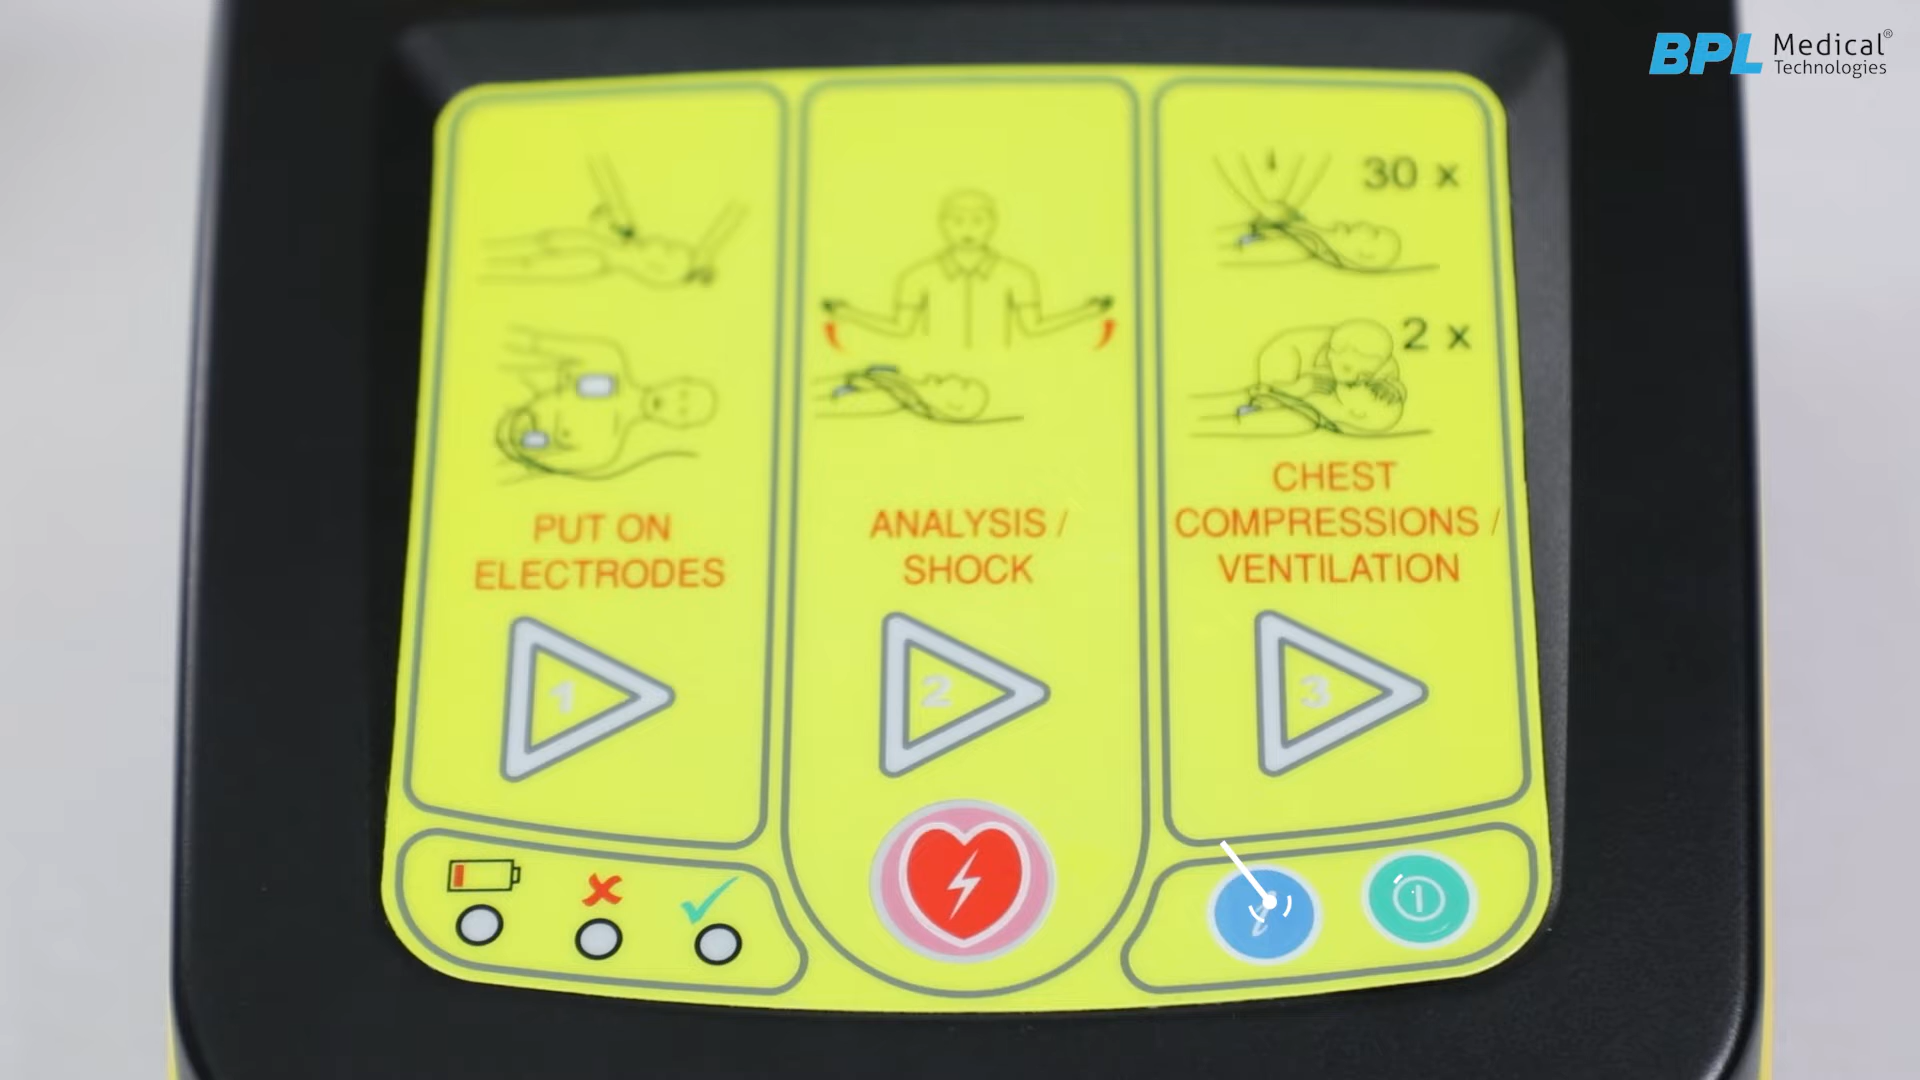 BPL Medical®
Technologies
30 x
2 x
PUT ON
ELECTRODES
1
ANALYSIS /
SHOCK
2
CHEST
COMPRESSIONS /
VENTILATION
3
i